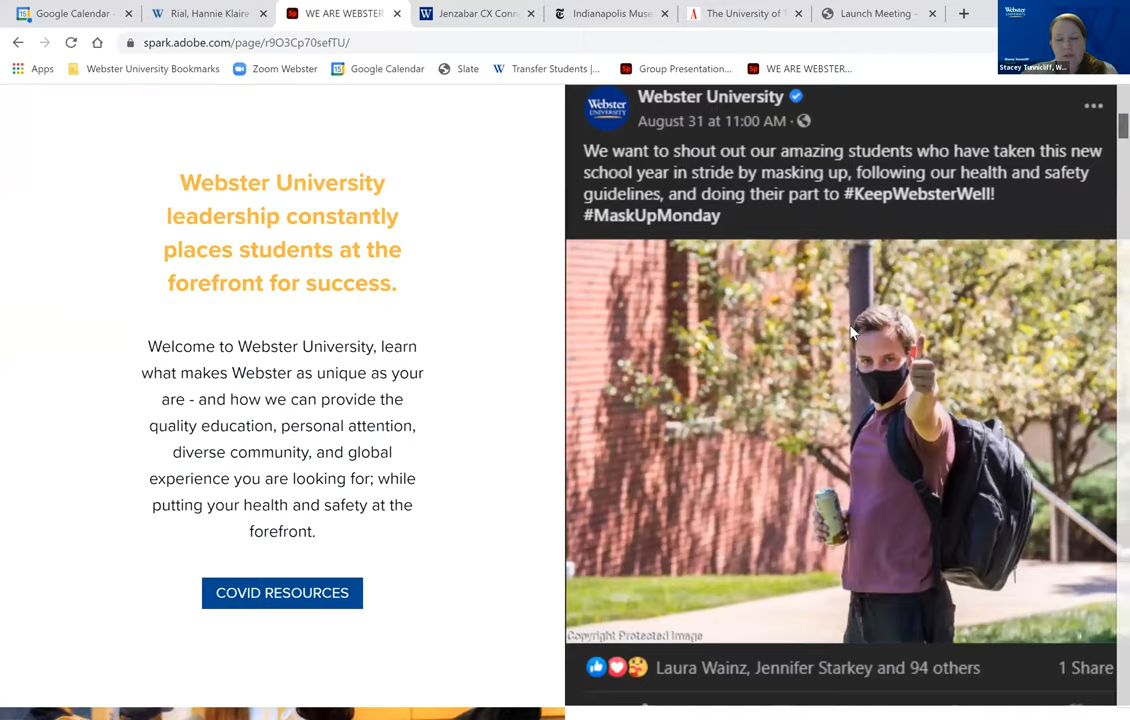 Google Calendar -
Rial, Hannie Klaire
WE ARE WEBSTER
Jenzabar CX Conn
Indianapolis Muse
The University of T
Launch Meeting -
spark.adobe.com/page/r9O3Cp70sefTU/
Apps
Webster University Bookmarks
Zoom Webster
Google Calendar
Slate
Transfer Students |...
Group Presentation...
WE ARE WEBSTER...
Webster
Stacey Tunnicliff, W...
Webster University
leadership constantly
places students at the
forefront for success.
Welcome to Webster University, learn
what makes Webster as unique as your
are - and how we can provide the
quality education, personal attention,
diverse community, and global
experience you are looking for; while
putting your health and safety at the
forefront.
COVID RESOURCES
Webster
UNIVERSITY
Webster University
August 31 at 11:00 AM ·
We want to shout out our amazing students who have taken this new
school year in stride by masking up, following our health and safety
guidelines, and doing their part to #KeepWebsterWell!
#MaskUpMonday
Copyright Protected Image
Laura Wainz, Jennifer Starkey and 94 others
1 Share